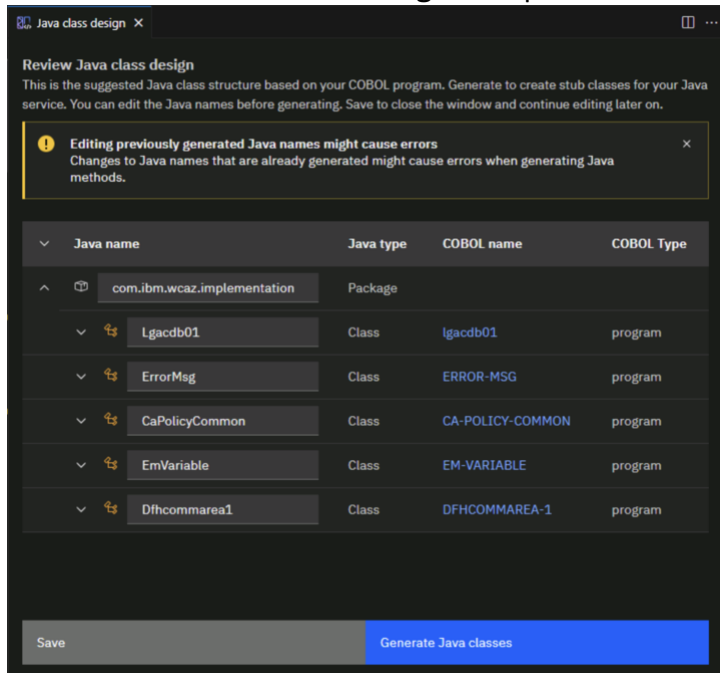 Java class design
Review Java class design
This is the suggested Java class structure based on your COBOL program. Generate to create stub classes for your Java
service. You can edit the Java names before generating. Save to close the window and continue editing later on.
Editing previously generated Java names might cause errors
Changes to Java names that are already generated might cause errors when generating Java
methods.
Java name Java type COBOL name COBOL Type
com.ibm.wcaz.implementation Package
Lgacdb01 Class lgacdb01 program
ErrorMsg Class ERROR-MSG program
CaPolicyCommon Class CA-POLICY-COMMON program
EmVariable Class EM-VARIABLE program
Dfhcommarea1 Class DFHCOMMAREA-1 program
Save Generate Java classes